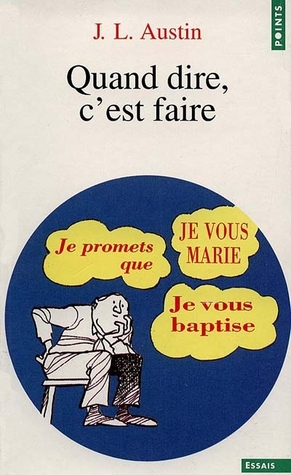 POINTS
J. L. Austin
Quand dire,
c'est faire
Je promets
que
JE VOUS
MARIE
Je vous
baptise
ESSAIS